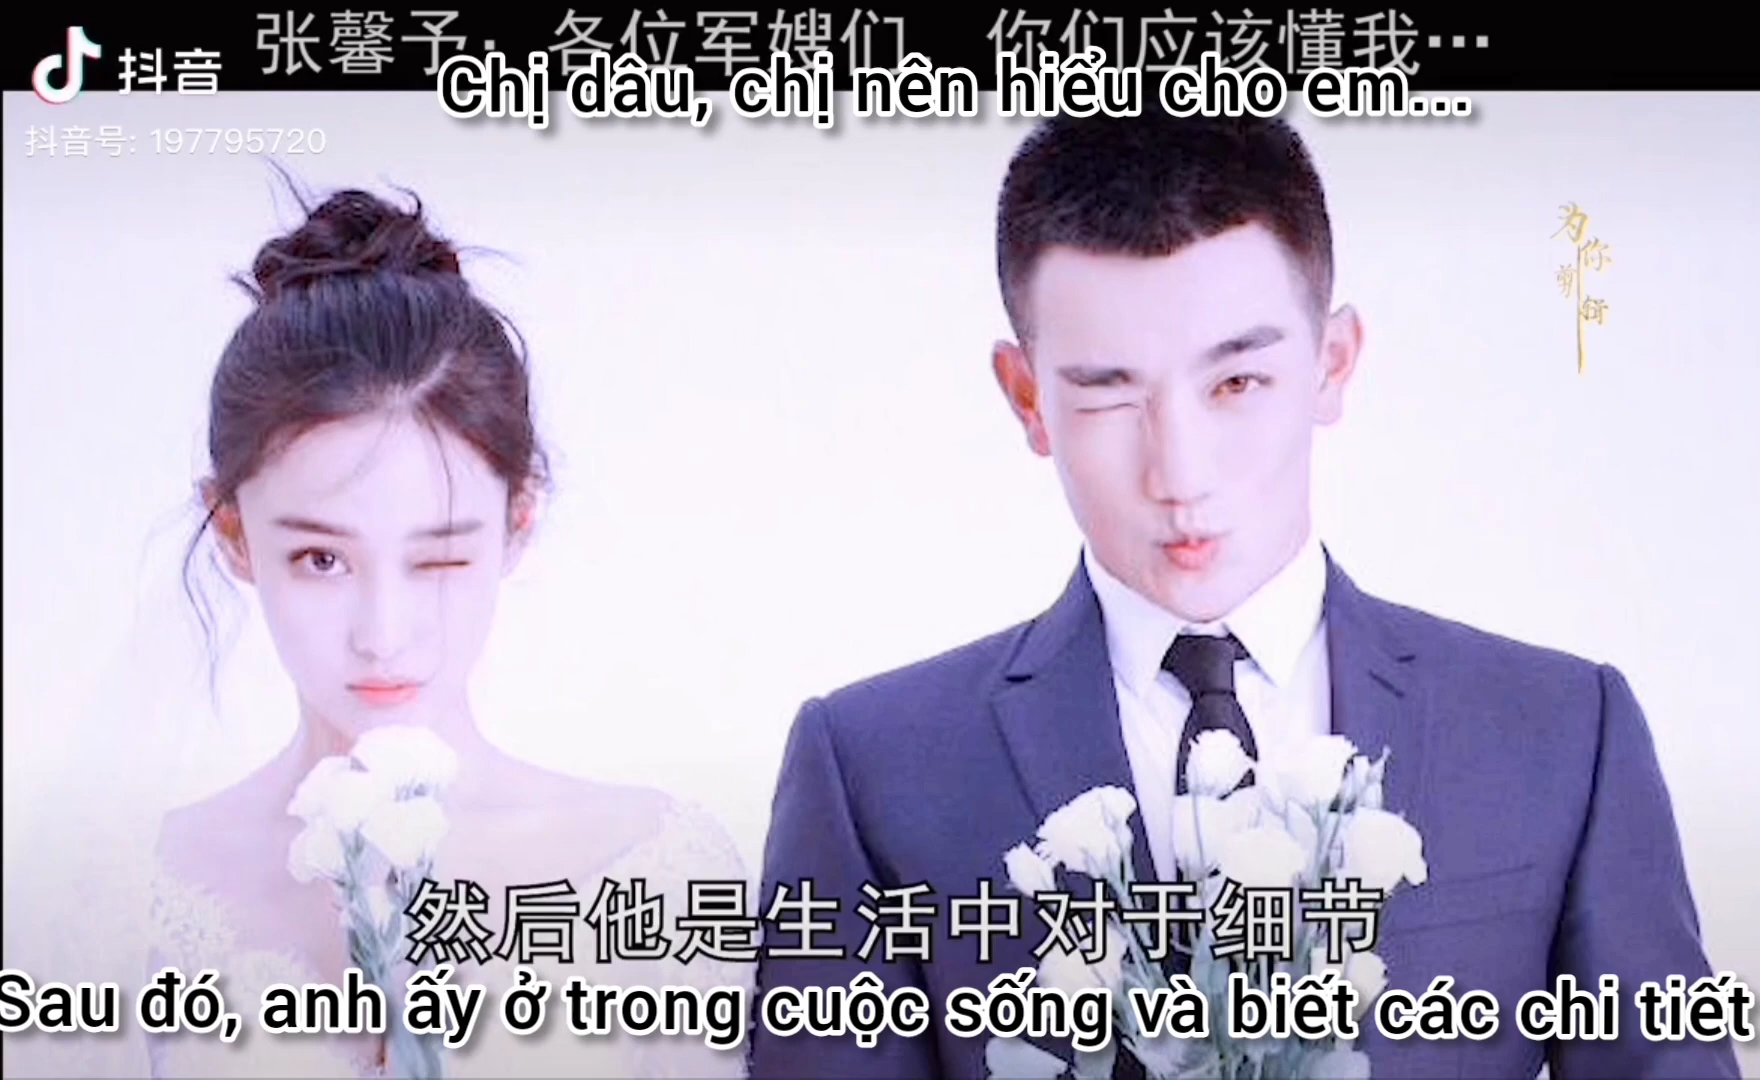 张馨予：各位军嫂们，你们应该懂我…
抖音
Chị dâu, chị nên hiểu cho em...
抖音号: 197795720
为你剪辑
然后他是生活中对于细节
Sau đó, anh ấy ở trong cuộc sống và biết các chi tiết